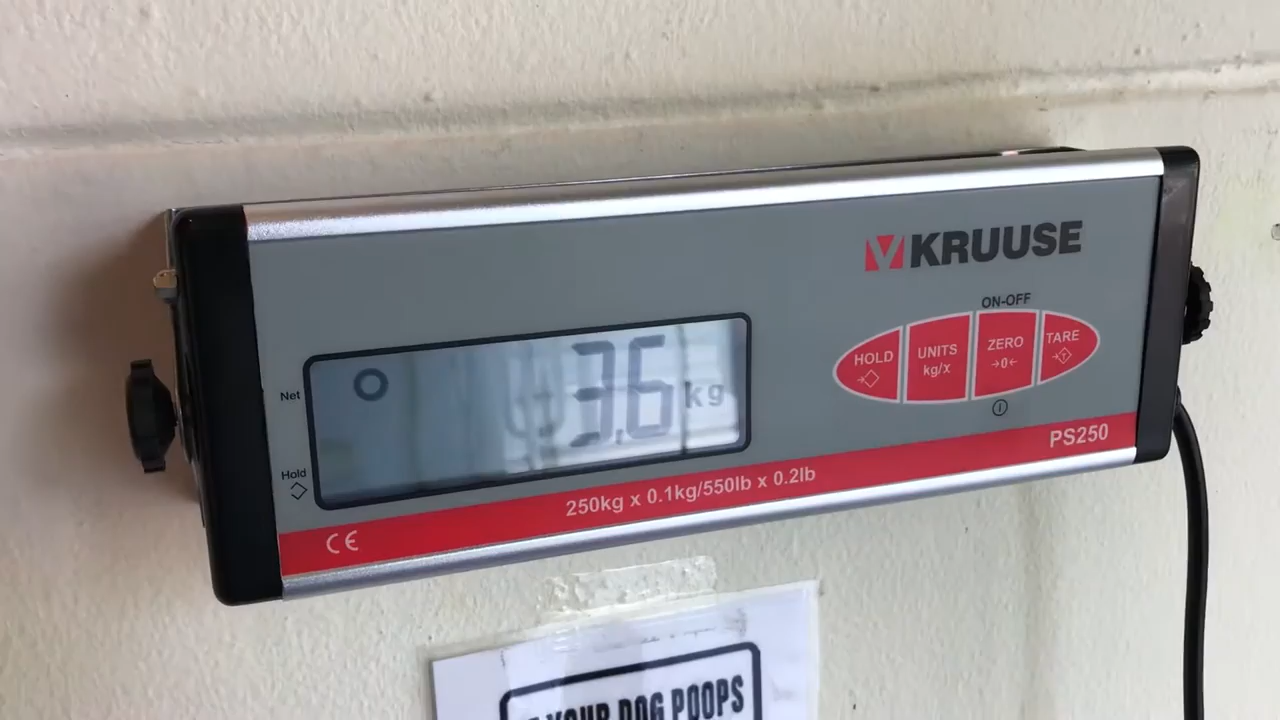 KRUUSE
ON-OFF
HOLD
UNITS
kg/x
ZERO
→0←
TARE
T
Net
3.6 kg
Hold
PS250
250kg x 0.1kg/550lb x 0.2lb
CE
YOUR DOG POOPS